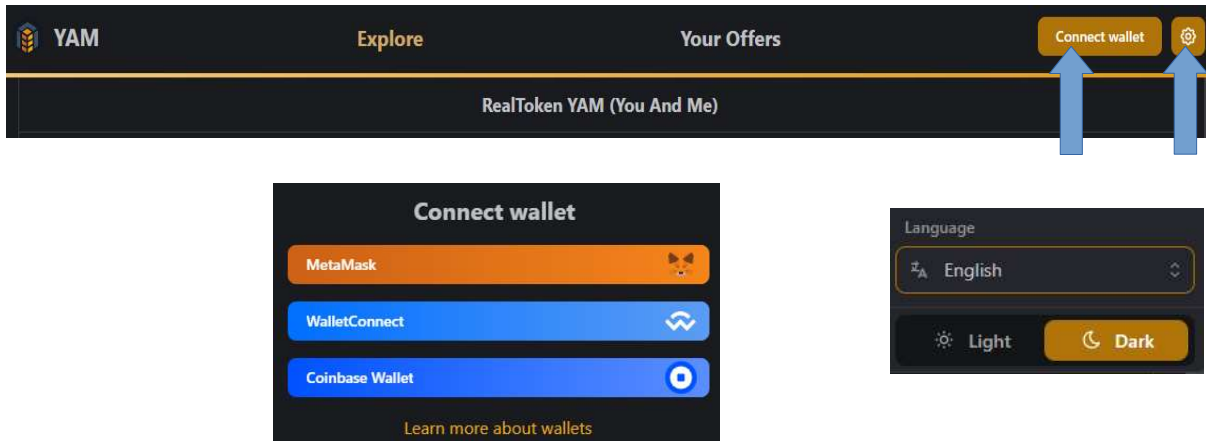 YAM Explore Your Offers Connect wallet
RealToken YAM (You And Me)
Connect wallet
MetaMask
WalletConnect
Coinbase Wallet
Learn more about wallets
Language
English
Light Dark